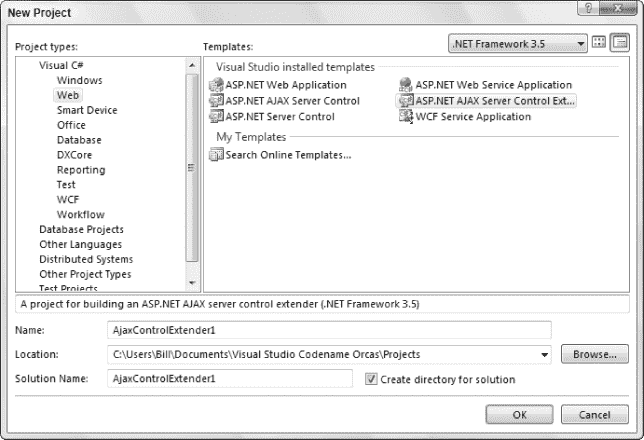 New Project
Project types:
Templates:
.NET Framework 3.5
Visual C#
Windows
Web
Smart Device
Office
Database
DXCore
Reporting
Test
WCF
Workflow
Database Projects
Other Languages
Distributed Systems
Other Project Types
Test Projects
Visual Studio installed templates
ASP.NET Web Application
ASP.NET Web Service Application
ASP.NET AJAX Server Control
ASP.NET AJAX Server Control Ext...
ASP.NET Server Control
WCF Service Application
My Templates
Search Online Templates...
A project for building an ASP.NET AJAX server control extender (.NET Framework 3.5)
Name:
AjaxControlExtender1
Location:
C:\Users\Bill\Documents\Visual Studio Codename Orcas\Projects
Browse...
Solution Name:
AjaxControlExtender1
Create directory for solution
OK
Cancel